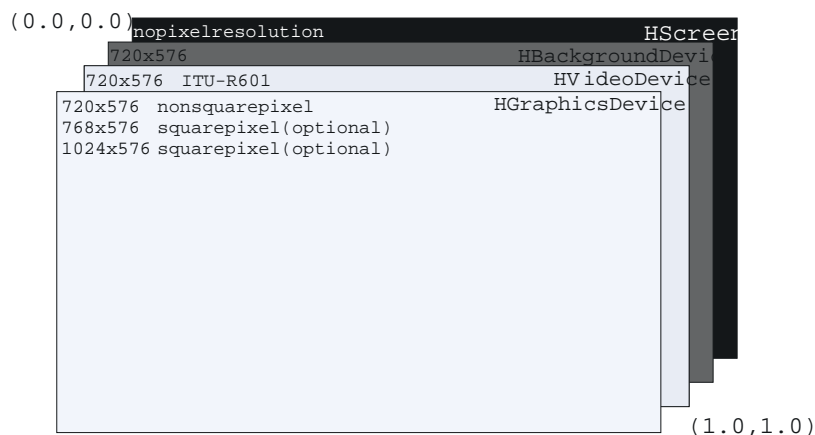 (0.0,0.0)
nopixelresolution HScreen
720x576 HBackgroundDevi
720x576 ITU-R601 HVideoDevice
720x576 nonsquarepixel HGraphicsDevice
768x576 squarepixel(optional)
1024x576 squarepixel(optional)
(1.0,1.0)